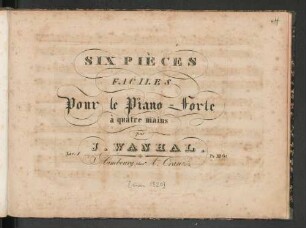 SIX PIÈCES
FACILES
Pour le Piano-Forte
à quatre mains
par
J. WANHAL.
Hambourg, chez A. Cranz